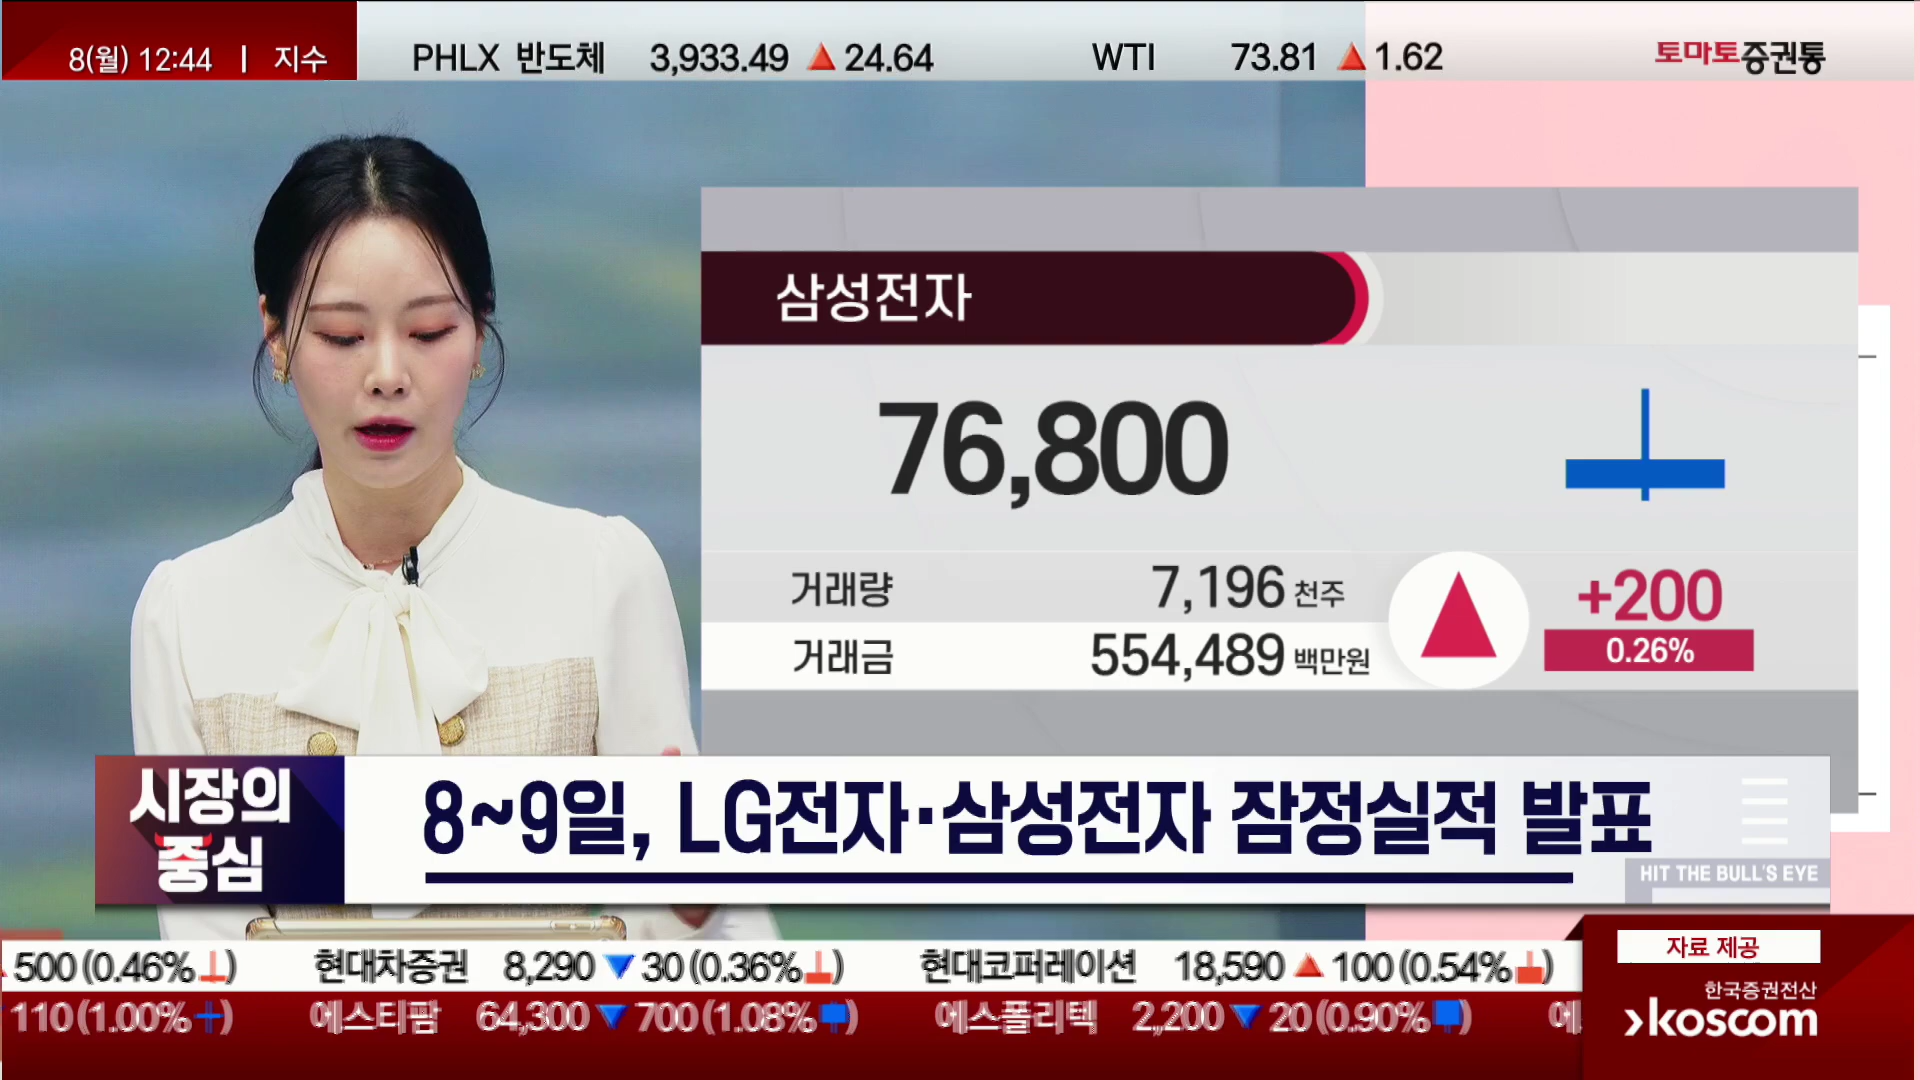 8(월) 12:44 | 지수 PHLX 반도체 3,933.49 ▲ 24.64 WTI 73.81 ▲ 1.62 토마토증권통
삼성전자
76,800
거래량 7,196 천주
거래금 554,489 백만원
+200
0.26%
시장의
중심
8~9일, LG전자·삼성전자 잠정실적 발표
HIT THE BULL'S EYE
500 (0.46%) 현대차증권 8,290 ▼ 30 (0.36%) 현대코퍼레이션 18,590 ▲ 100 (0.54%)
110 (1.00%) 에스티팜 64,300 ▼ 700 (1.08%) 에스폴리텍 2,200 ▼ 20 (0.90%) 에
자료 제공
한국증권전산
koscom